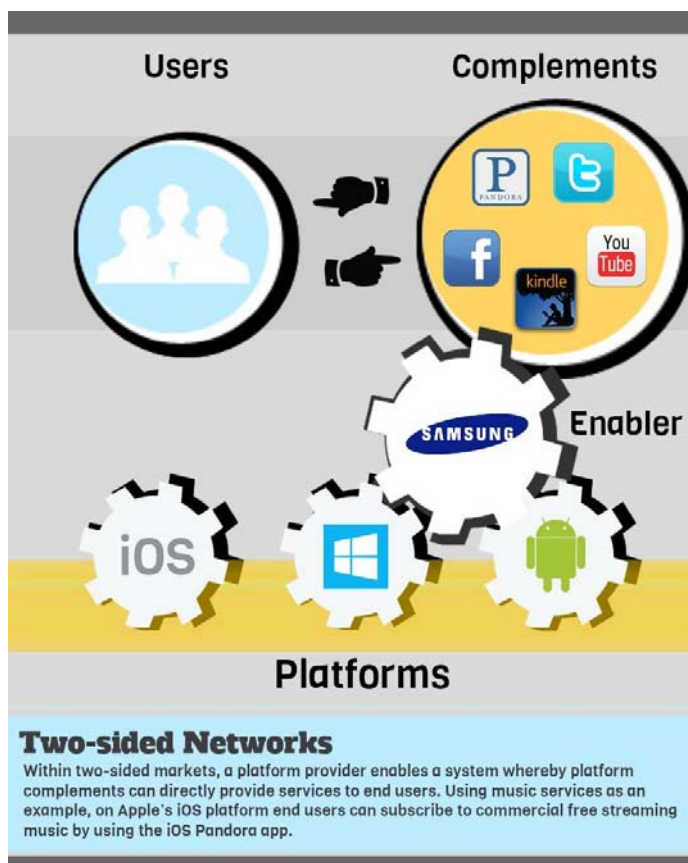 Users
Complements
P
PANDORA
f
You
Tube
kindle
SAMSUNG
Enabler
iOS
Platforms
Two-sided Networks
Within two-sided markets, a platform provider enables a system whereby platform
complements can directly provide services to end users. Using music services as an
example, on Apple's iOS platform end users can subscribe to commercial free streaming
music by using the iOS Pandora app.